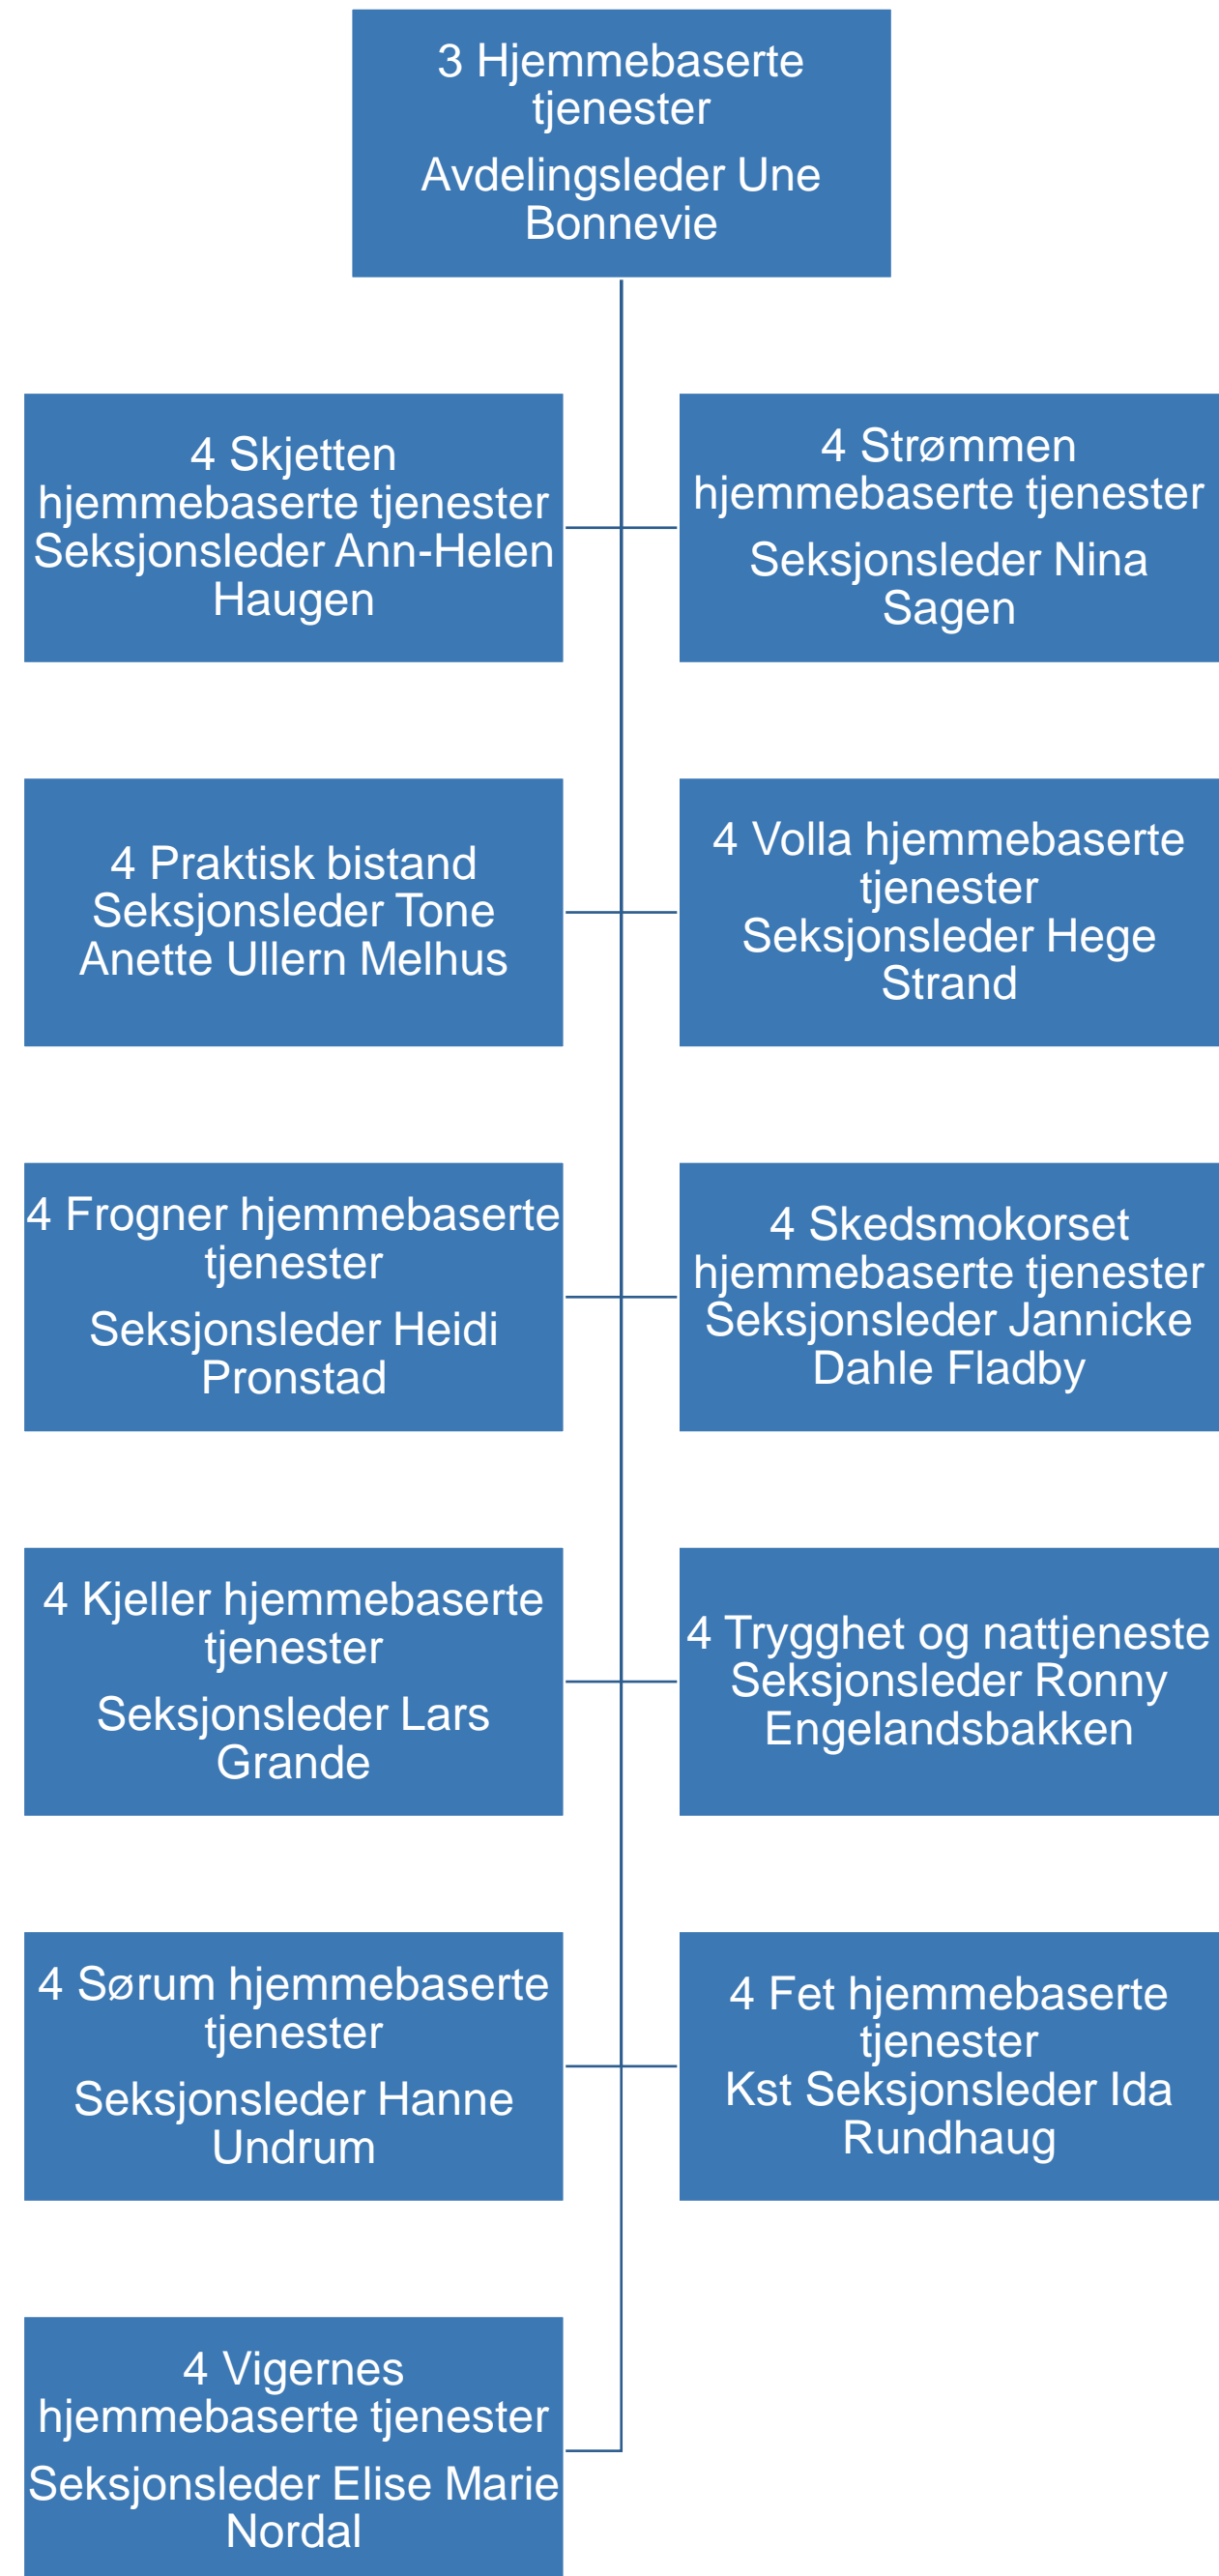 3 Hjemmebaserte
tjenester
Avdelingsleder Une
Bonnevie
4 Skjetten
hjemmebaserte tjenester
Seksjonsleder Ann-Helen
Haugen
4 Strømmen
hjemmebaserte tjenester
Seksjonsleder Nina
Sagen
4 Praktisk bistand
Seksjonsleder Tone
Anette Ullern Melhus
4 Volla hjemmebaserte
tjenester
Seksjonsleder Hege
Strand
4 Frogner hjemmebaserte
tjenester
Seksjonsleder Heidi
Pronstad
4 Skedsmokorset
hjemmebaserte tjenester
Seksjonsleder Jannicke
Dahle Fladby
4 Kjeller hjemmebaserte
tjenester
Seksjonsleder Lars
Grande
4 Trygghet og nattjeneste
Seksjonsleder Ronny
Engelandsbakken
4 Sørum hjemmebaserte
tjenester
Seksjonsleder Hanne
Undrum
4 Fet hjemmebaserte
tjenester
Kst Seksjonsleder Ida
Rundhaug
4 Vigernes
hjemmebaserte tjenester
Seksjonsleder Elise Marie
Nordal